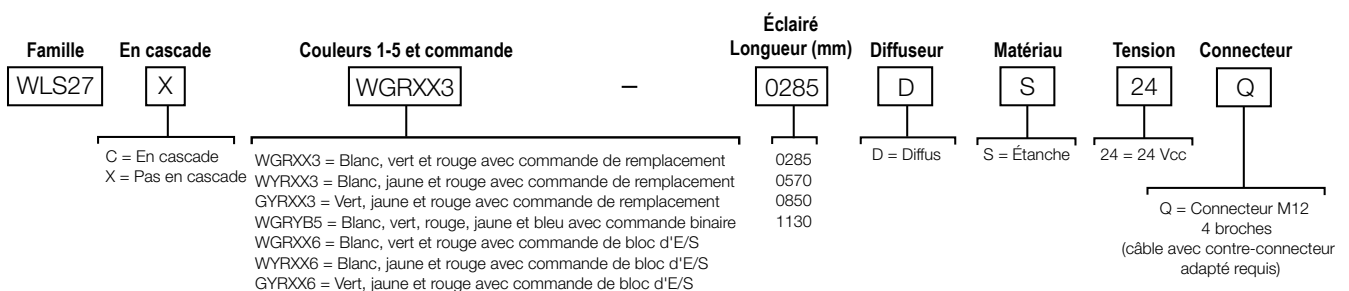 Famille
En cascade
Couleurs 1-5 et commande
Éclairé
Longueur (mm)
Diffuseur
Matériau
Tension
Connecteur
WLS27
X
WGRXX3
–
0285
D
S
24
Q
C = En cascade
X = Pas en cascade
WGRXX3 = Blanc, vert et rouge avec commande de remplacement
WYRXX3 = Blanc, jaune et rouge avec commande de remplacement
GYRXX3 = Vert, jaune et rouge avec commande de remplacement
WGRYB5 = Blanc, vert, rouge, jaune et bleu avec commande binaire
WGRXX6 = Blanc, vert et rouge avec commande de bloc d'E/S
WYRXX6 = Blanc, jaune et rouge avec commande de bloc d'E/S
GYRXX6 = Vert, jaune et rouge avec commande de bloc d'E/S
0285
0570
0850
1130
D = Diffus
S = Étanche
24 = 24 Vcc
Q = Connecteur M12
4 broches
(câble avec contre-connecteur
adapté requis)